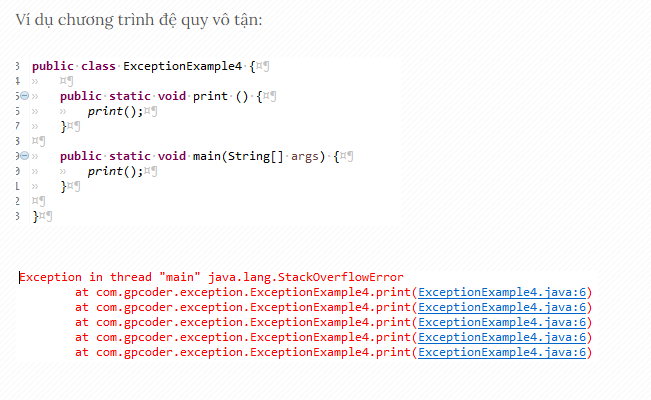 Ví dụ chương trình đệ quy vô tận:
3 public class ExceptionExample4 {¤¶
4 » ¤¶
5 » public static void print () {¤¶
6 » » print();¤¶
7 » }¤¶
8 ¤¶
9 » public static void main(String[] args) {¤¶
0 » » print();¤¶
1 » }¤¶
2 ¤¶
3 }¤¶
Exception in thread "main" java.lang.StackOverflowError
at com.gpcoder.exception.ExceptionExample4.print(ExceptionExample4.java:6)
at com.gpcoder.exception.ExceptionExample4.print(ExceptionExample4.java:6)
at com.gpcoder.exception.ExceptionExample4.print(ExceptionExample4.java:6)
at com.gpcoder.exception.ExceptionExample4.print(ExceptionExample4.java:6)
at com.gpcoder.exception.ExceptionExample4.print(ExceptionExample4.java:6)